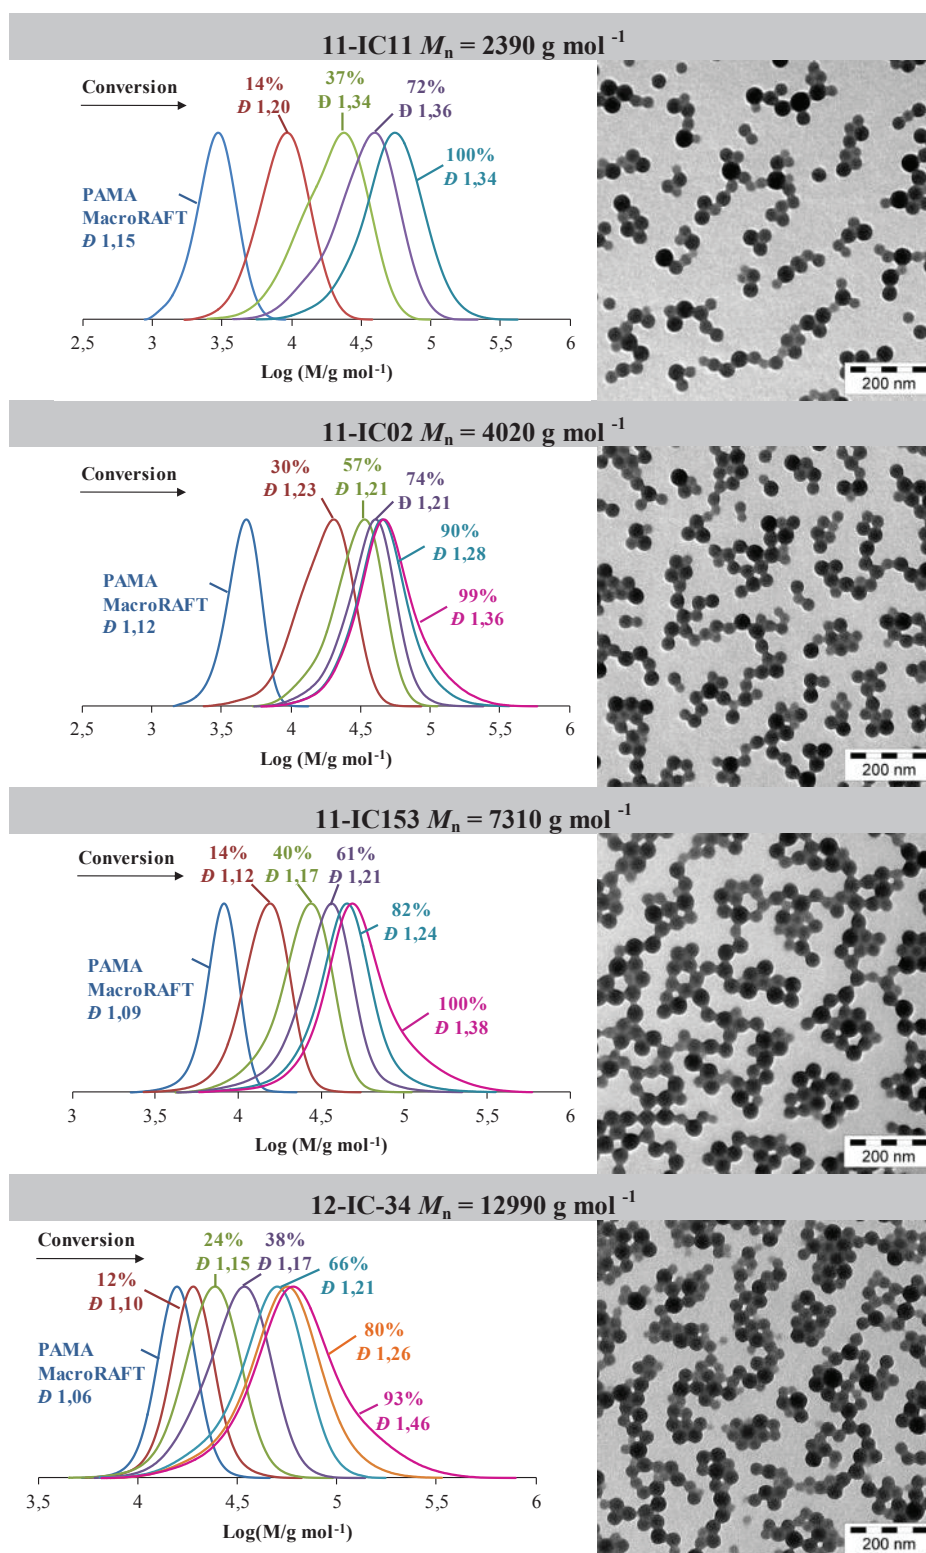 11-IC11 Mn = 2390 g mol -1
Conversion
14%
Đ 1,20
37%
Đ 1,34
72%
Đ 1,36
100%
Đ 1,34
PAMA
MacroRAFT
Đ 1,15
2,5 3 3,5 4 4,5 5 5,5 6
Log (M/g mol-1)
200 nm
11-IC02 Mn = 4020 g mol -1
Conversion
30%
Đ 1,23
57%
Đ 1,21
74%
Đ 1,21
90%
Đ 1,28
99%
Đ 1,36
PAMA
MacroRAFT
Đ 1,12
2,5 3 3,5 4 4,5 5 5,5 6
Log (M/g mol-1)
200 nm
11-IC153 Mn = 7310 g mol -1
Conversion
14%
Đ 1,12
40%
Đ 1,17
61%
Đ 1,21
82%
Đ 1,24
100%
Đ 1,38
PAMA
MacroRAFT
Đ 1,09
3 3,5 4 4,5 5 5,5 6
Log (M/g mol-1)
200 nm
12-IC-34 Mn = 12990 g mol -1
Conversion
12%
Đ 1,10
24%
Đ 1,15
38%
Đ 1,17
66%
Đ 1,21
80%
Đ 1,26
93%
Đ 1,46
PAMA
MacroRAFT
Đ 1,06
3,5 4 4,5 5 5,5 6
Log(M/g mol-1)
200 nm